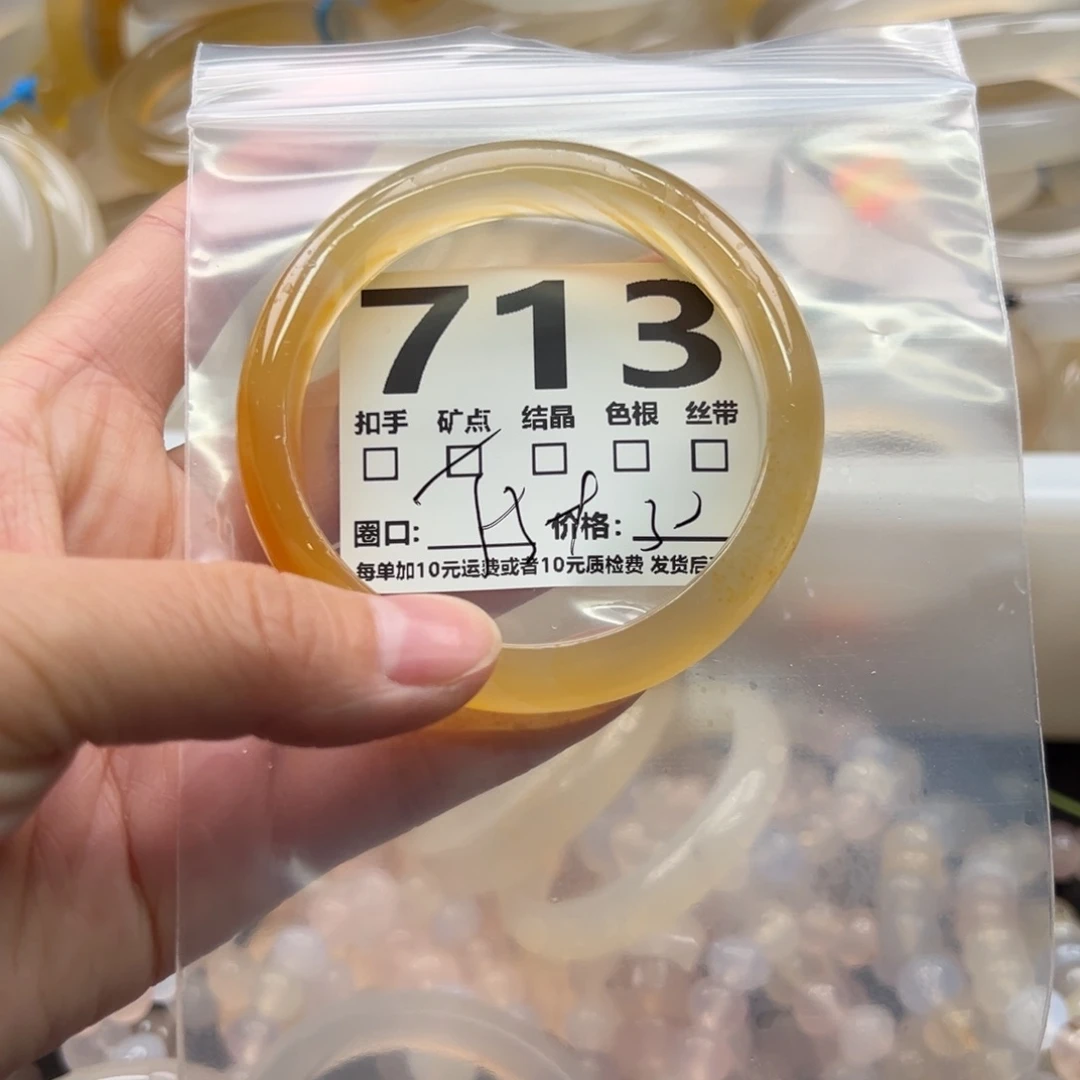 713
扣手 矿点 结晶 色根 丝带
圈口: 价格:
每单加10元运费或者10元质检费 发货后